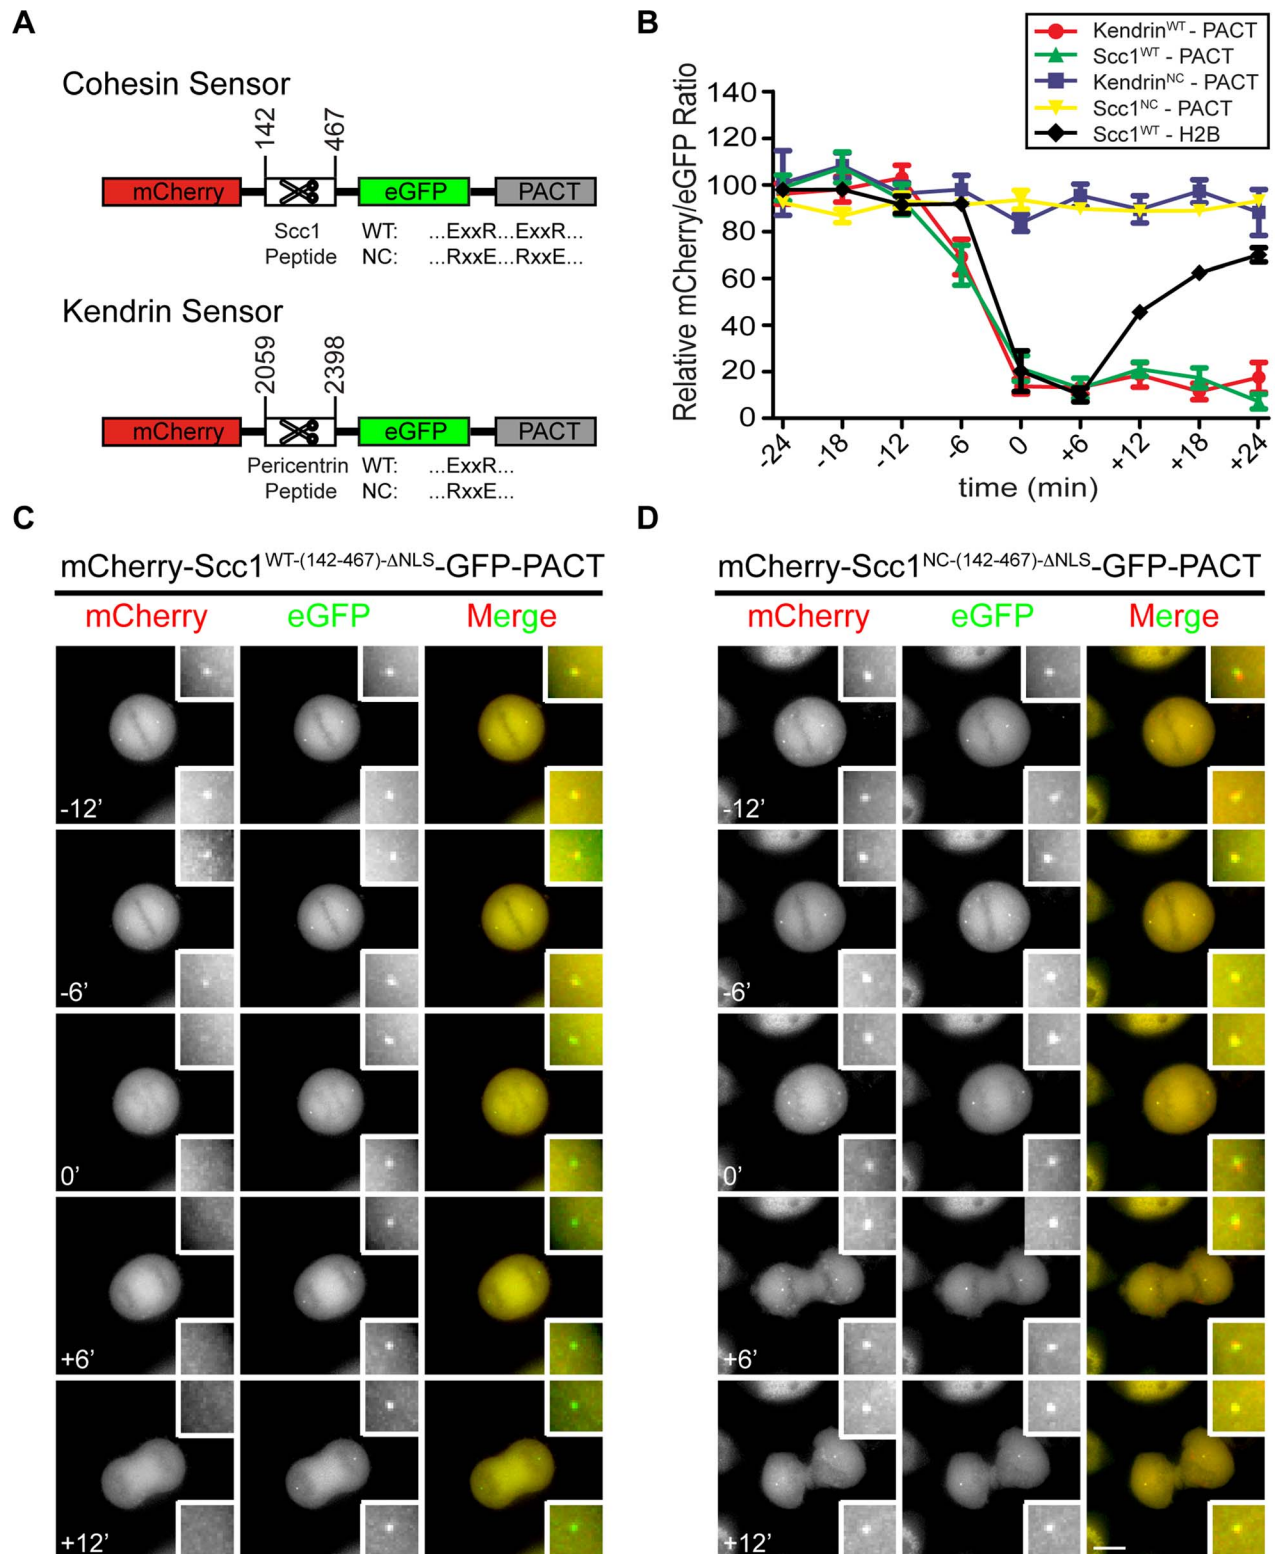 A
Cohesin Sensor
142
467
mCherry
eGFP
PACT
Scc1
WT:
...ExxR...ExxR...
Peptide
NC:
...RxxE...RxxE...
Kendrin Sensor
2059
2398
mCherry
eGFP
PACT
Pericentrin
WT:
...ExxR...
Peptide
NC:
...RxxE...
B
Kendrin^WT - PACT
Scc1^WT - PACT
Kendrin^NC - PACT
Scc1^NC - PACT
Scc1^WT - H2B
Relative mCherry/eGFP Ratio
140
120
100
80
60
40
20
0
-24
-18
-12
-6
0
+6
+12
+18
+24
time (min)
C
mCherry-Scc1^WT-(142-467)-ΔNLS-GFP-PACT
mCherry
eGFP
Merge
-12'
-6'
0'
+6'
+12'
D
mCherry-Scc1^NC-(142-467)-ΔNLS-GFP-PACT
mCherry
eGFP
Merge
-12'
-6'
0'
+6'
+12'